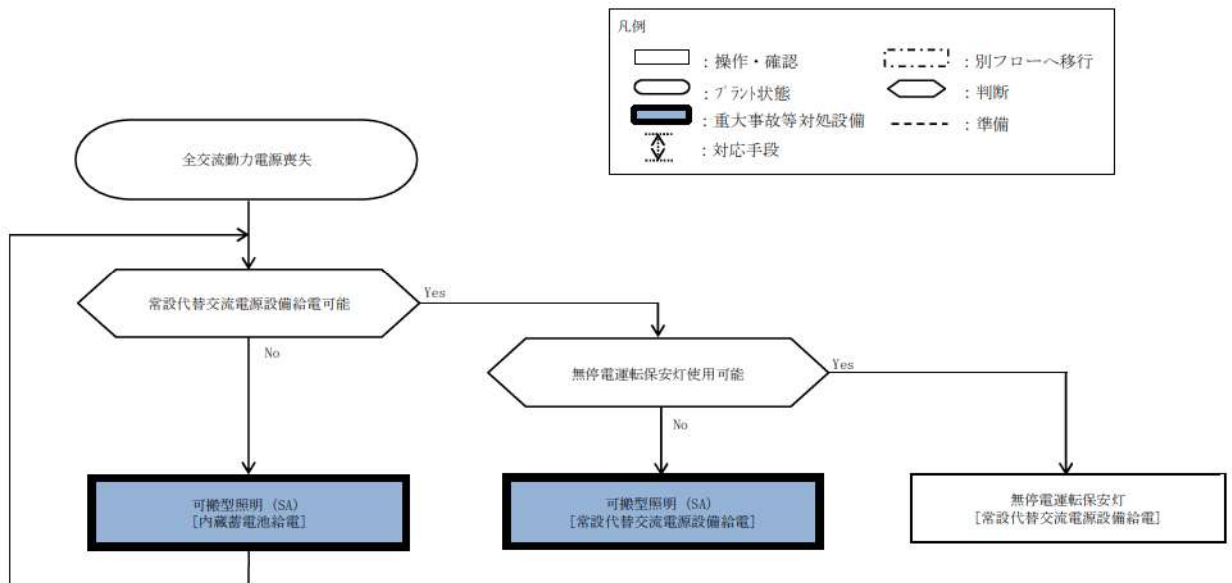 凡例
：操作・確認
：別フローへ移行
：プラント状態
：判断
：重大事故等対処設備
：準備
：対応手段
全交流動力電源喪失
常設代替交流電源設備給電可能
Yes
No
無停電運転保安灯使用可能
Yes
No
可搬型照明 (SA)
[内蔵蓄電池給電]
可搬型照明 (SA)
[常設代替交流電源設備給電]
無停電運転保安灯
[常設代替交流電源設備給電]